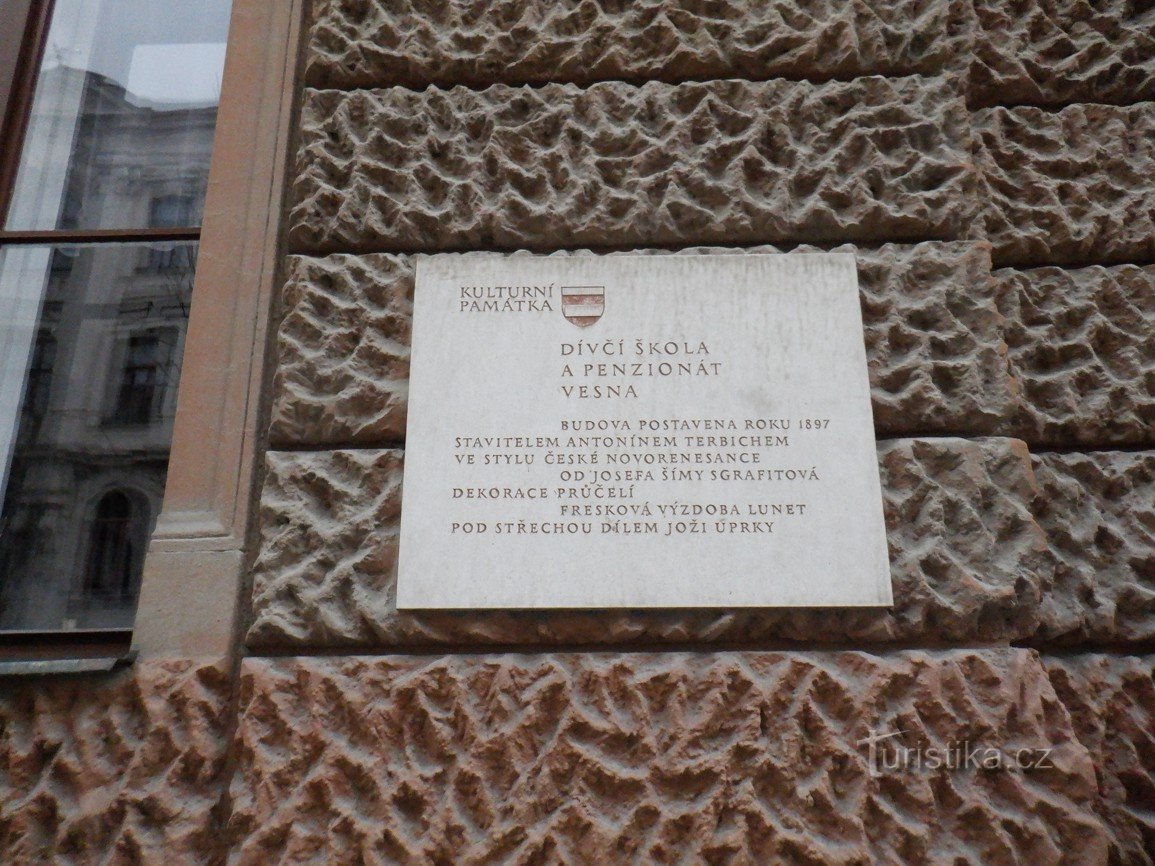 KULTURNÍ
PAMÁTKA
DÍVČÍ ŠKOLA
A PENZIONÁT
VESNA
BUDOVA POSTAVENA ROKU 1897
STAVITELEM ANTONÍNEM TERBICHEM
VE STYLU ČESKÉ NOVORENESANCE
OD JOSEFA ŠÍMY SGRAFITOVÁ
DEKORACE PRŮČELÍ
FRESKOVÁ VÝZDOBA LUNET
POD STŘECHOU DÍLEM JOŽI ÚPRKY
Turistika.cz